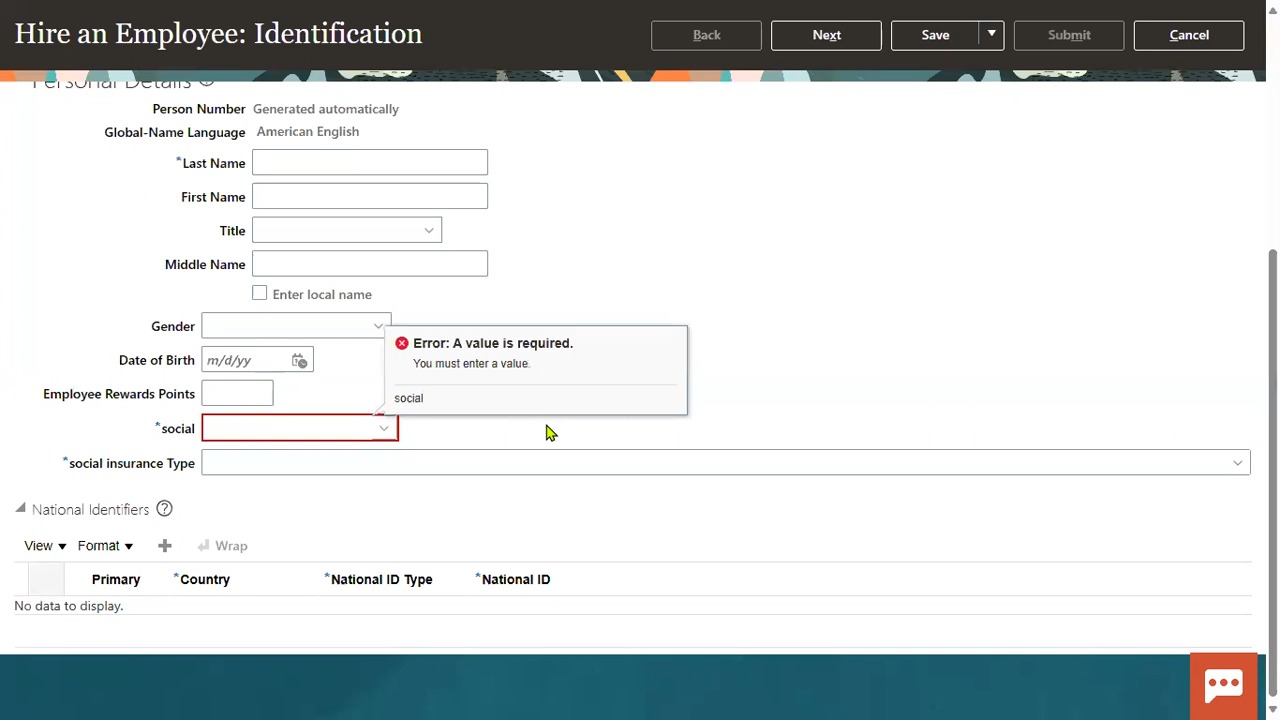 Hire an Employee: Identification
Back
Next
Save
Submit
Cancel
Personal Details
Person Number Generated automatically
Global-Name Language American English
*Last Name
First Name
Title
Middle Name
Enter local name
Gender
Error: A value is required.
You must enter a value.
social
Date of Birth m/d/yy
Employee Rewards Points
*social
*social insurance Type
National Identifiers ?
View Format Wrap
Primary *Country *National ID Type *National ID
No data to display.